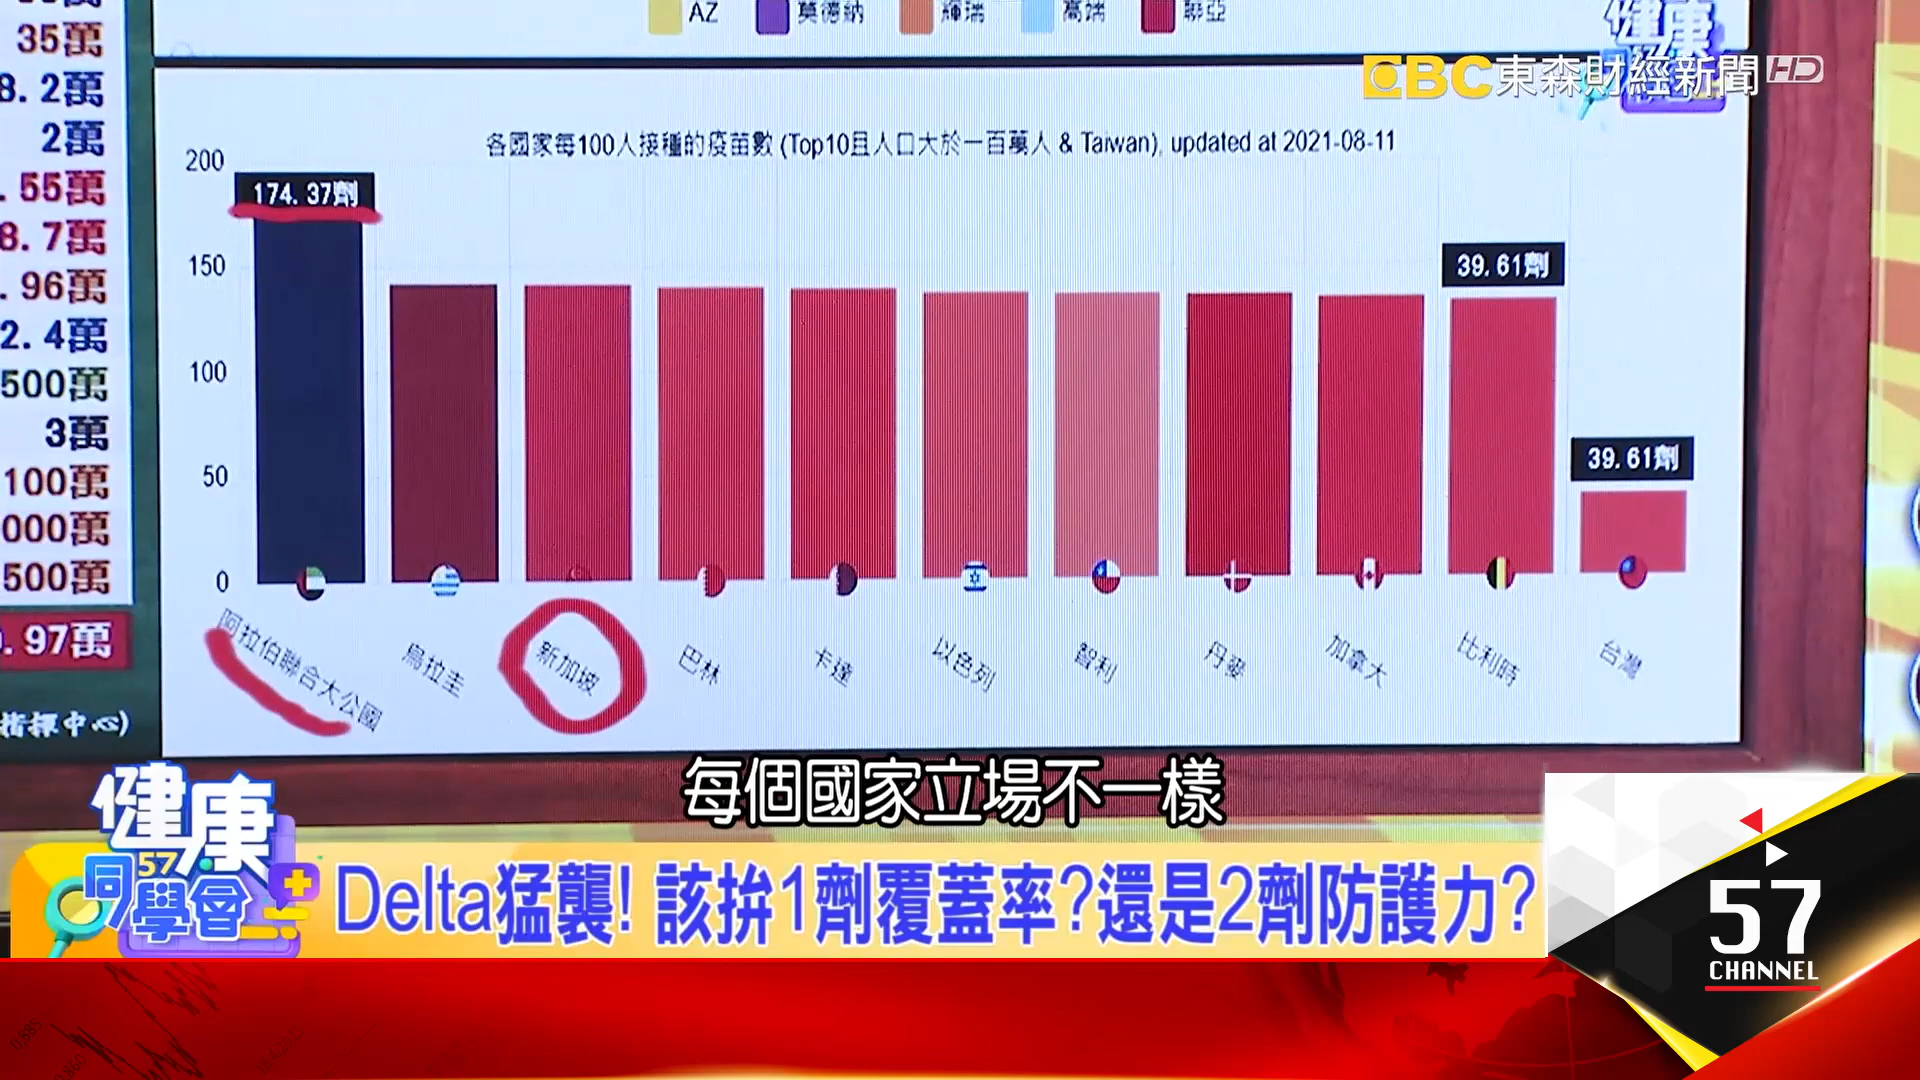 AZ 莫德納 輝瑞 高端 聯亞
健康
EBC東森財經新聞HD
35萬
8.2萬
2萬
.55萬
8.7萬
.96萬
2.4萬
500萬
3萬
100萬
000萬
500萬
.97萬
指揮中心)
各國家每100人接種的疫苗數 (Top10且人口大於一百萬人 & Taiwan), updated at 2021-08-11
200
150
100
50
0
174.37劑
39.61劑
39.61劑
阿拉伯聯合大公國
烏拉圭
新加坡
巴林
卡達
以色列
智利
丹麥
加拿大
比利時
台灣
每個國家立場不一樣
健康
57
同學會
Delta猛襲! 該拚1劑覆蓋率?還是2劑防護力?
57
CHANNEL